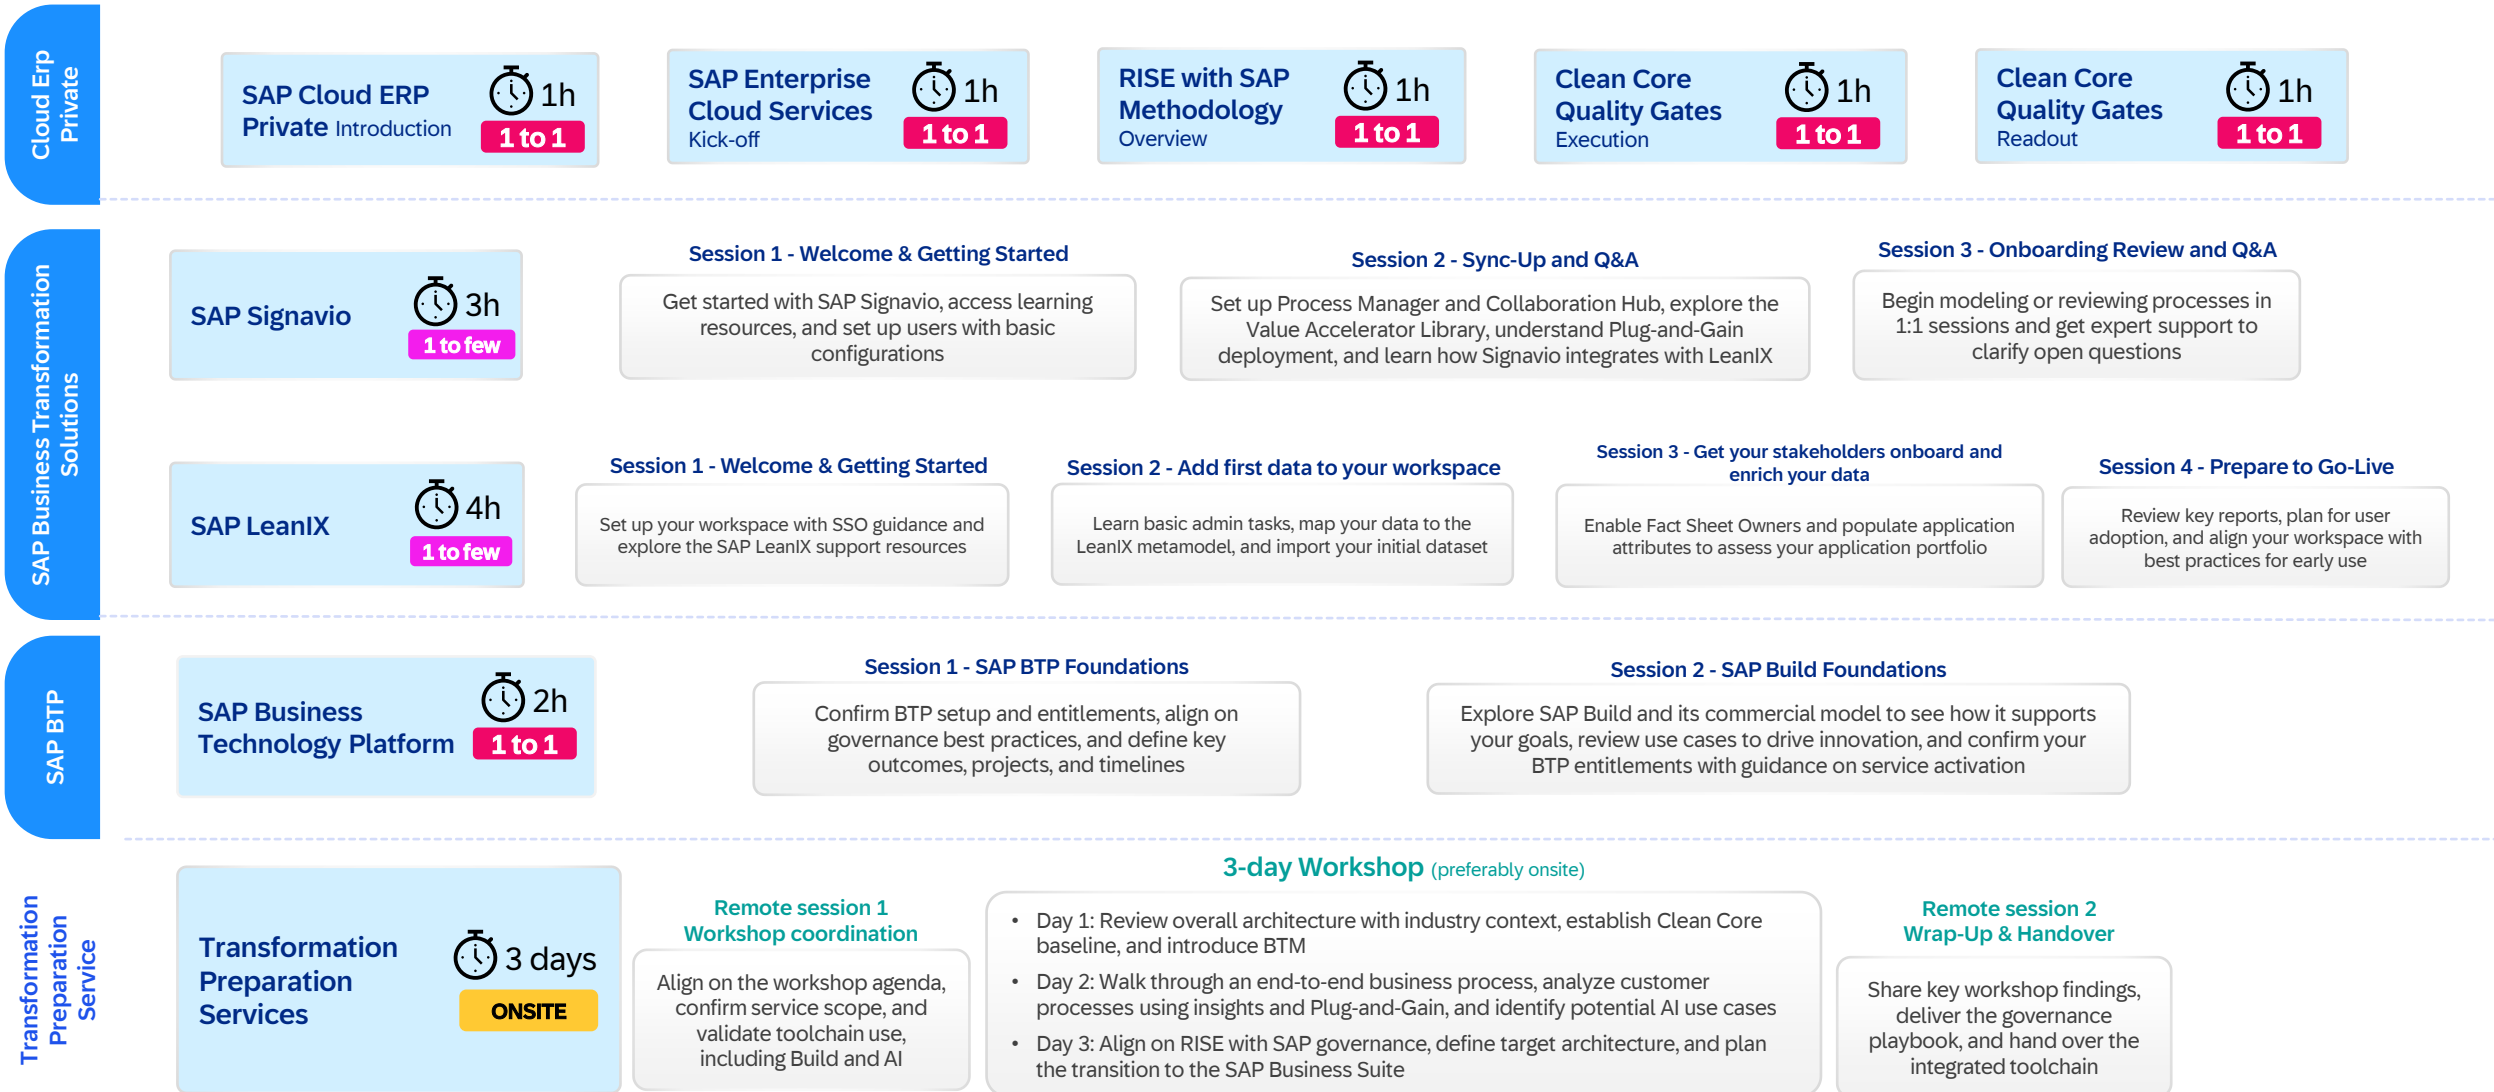 Cloud Erp
Private
SAP Cloud ERP
Private Introduction
1h
1 to 1
SAP Enterprise
Cloud Services
Kick-off
1h
1 to 1
RISE with SAP
Methodology
Overview
1h
1 to 1
Clean Core
Quality Gates
Execution
1h
1 to 1
Clean Core
Quality Gates
Readout
1h
1 to 1
SAP Business Transformation
Solutions
SAP Signavio
3h
1 to few
Session 1 - Welcome & Getting Started
Get started with SAP Signavio, access learning
resources, and set up users with basic
configurations
Session 2 - Sync-Up and Q&A
Set up Process Manager and Collaboration Hub, explore the
Value Accelerator Library, understand Plug-and-Gain
deployment, and learn how Signavio integrates with LeanIX
Session 3 - Onboarding Review and Q&A
Begin modeling or reviewing processes in
1:1 sessions and get expert support to
clarify open questions
SAP LeanIX
4h
1 to few
Session 1 - Welcome & Getting Started
Set up your workspace with SSO guidance and
explore the SAP LeanIX support resources
Session 2 - Add first data to your workspace
Learn basic admin tasks, map your data to the
LeanIX metamodel, and import your initial dataset
Session 3 - Get your stakeholders onboard and
enrich your data
Enable Fact Sheet Owners and populate application
attributes to assess your application portfolio
Session 4 - Prepare to Go-Live
Review key reports, plan for user
adoption, and align your workspace with
best practices for early use
SAP BTP
SAP Business
Technology Platform
2h
1 to 1
Session 1 - SAP BTP Foundations
Confirm BTP setup and entitlements, align on
governance best practices, and define key
outcomes, projects, and timelines
Session 2 - SAP Build Foundations
Explore SAP Build and its commercial model to see how it supports
your goals, review use cases to drive innovation, and confirm your
BTP entitlements with guidance on service activation
Transformation
Preparation
Service
Transformation
Preparation
Services
3 days
ONSITE
Remote session 1
Workshop coordination
Align on the workshop agenda,
confirm service scope, and
validate toolchain use,
including Build and AI
3-day Workshop (preferably onsite)
• Day 1: Review overall architecture with industry context, establish Clean Core
baseline, and introduce BTM
• Day 2: Walk through an end-to-end business process, analyze customer
processes using insights and Plug-and-Gain, and identify potential AI use cases
• Day 3: Align on RISE with SAP governance, define target architecture, and plan
the transition to the SAP Business Suite
Remote session 2
Wrap-Up & Handover
Share key workshop findings,
deliver the governance
playbook, and hand over the
integrated toolchain